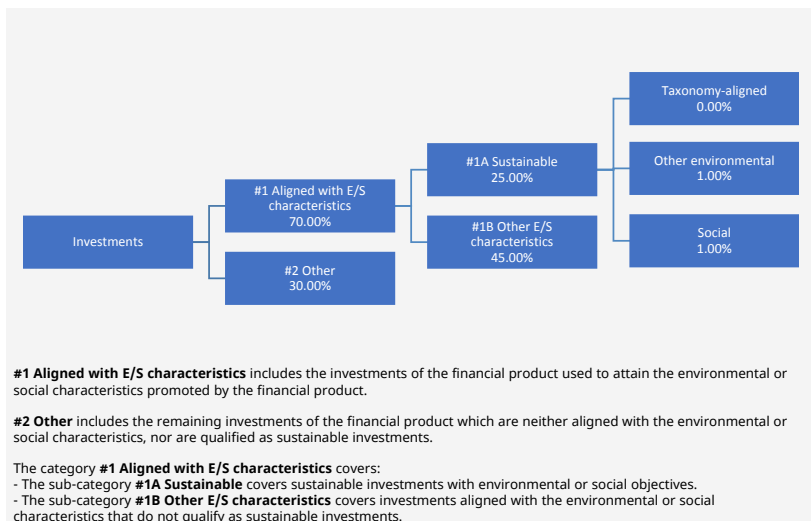 Taxonomy-aligned
0.00%
#1A Sustainable
25.00%
Other environmental
1.00%
#1 Aligned with E/S
characteristics
70.00%
Investments
#1B Other E/S
characteristics
45.00%
Social
1.00%
#2 Other
30.00%
#1 Aligned with E/S characteristics includes the investments of the financial product used to attain the environmental or
social characteristics promoted by the financial product.
#2 Other includes the remaining investments of the financial product which are neither aligned with the environmental or
social characteristics, nor are qualified as sustainable investments.
The category #1 Aligned with E/S characteristics covers:
- The sub-category #1A Sustainable covers sustainable investments with environmental or social objectives.
- The sub-category #1B Other E/S characteristics covers investments aligned with the environmental or social
characteristics that do not qualify as sustainable investments.